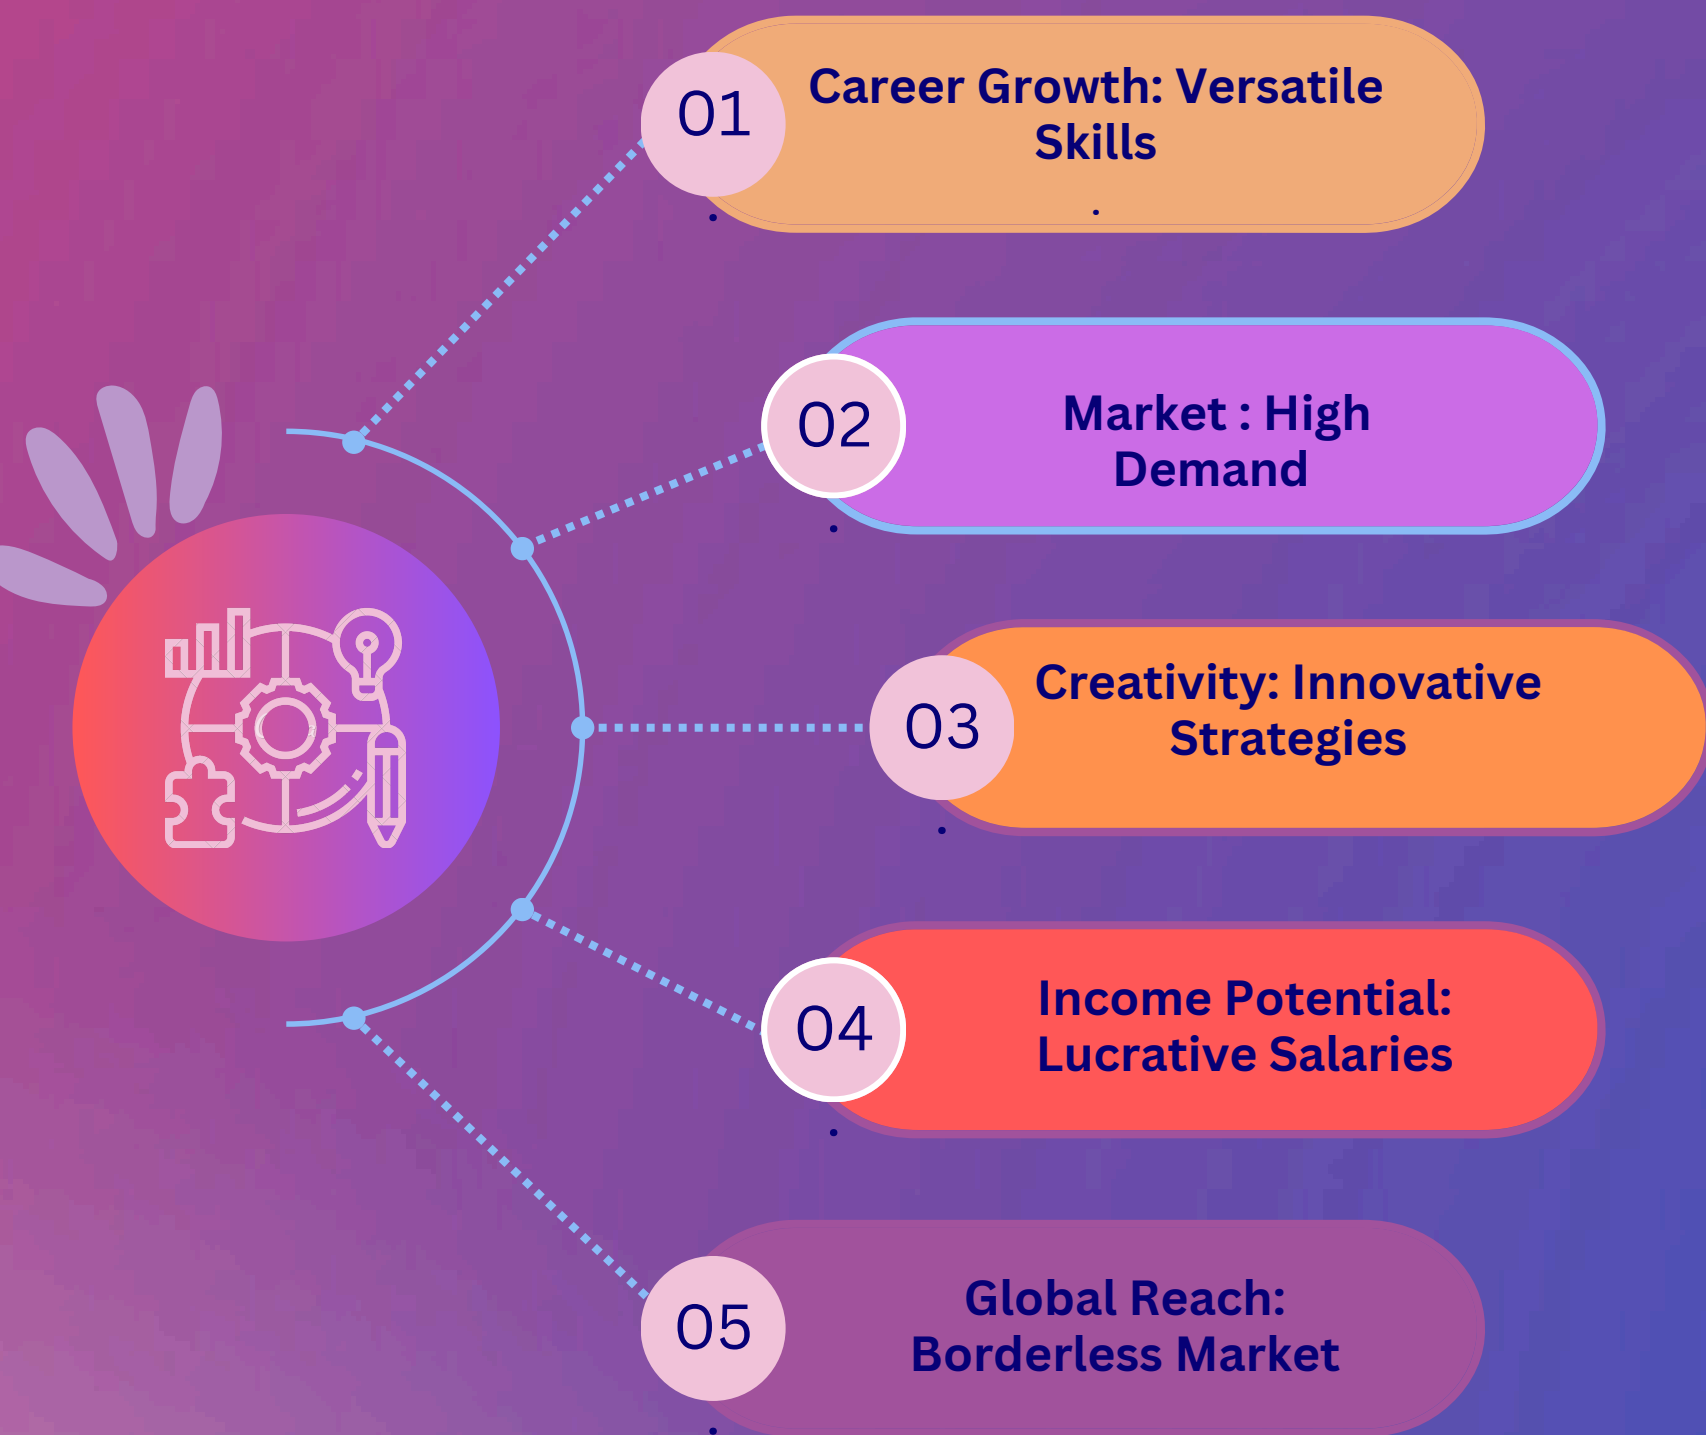 01
Career Growth: Versatile
Skills
.
02
Market : High
Demand
03
Creativity: Innovative
Strategies
04
Income Potential:
Lucrative Salaries
05
Global Reach:
Borderless Market